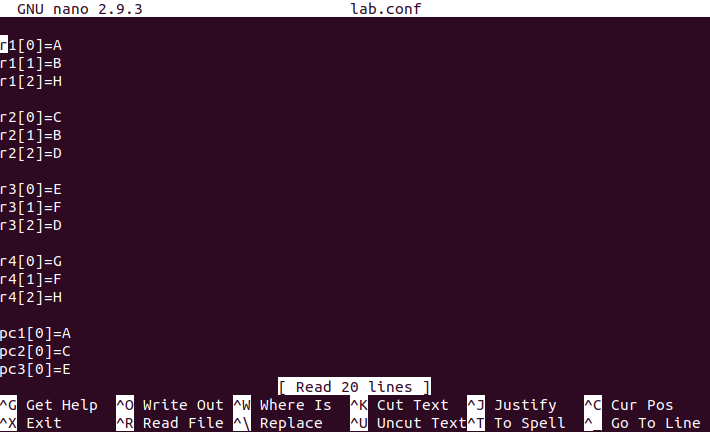 GNU nano 2.9.3 lab.conf
r1[0]=A
r1[1]=B
r1[2]=H
r2[0]=C
r2[1]=B
r2[2]=D
r3[0]=E
r3[1]=F
r3[2]=D
r4[0]=G
r4[1]=F
r4[2]=H
pc1[0]=A
pc2[0]=C
pc3[0]=E
[ Read 20 lines ]
^G Get Help ^O Write Out ^W Where Is ^K Cut Text ^J Justify ^C Cur Pos
^X Exit ^R Read File ^\ Replace ^U Uncut Text ^T To Spell ^_ Go To Line